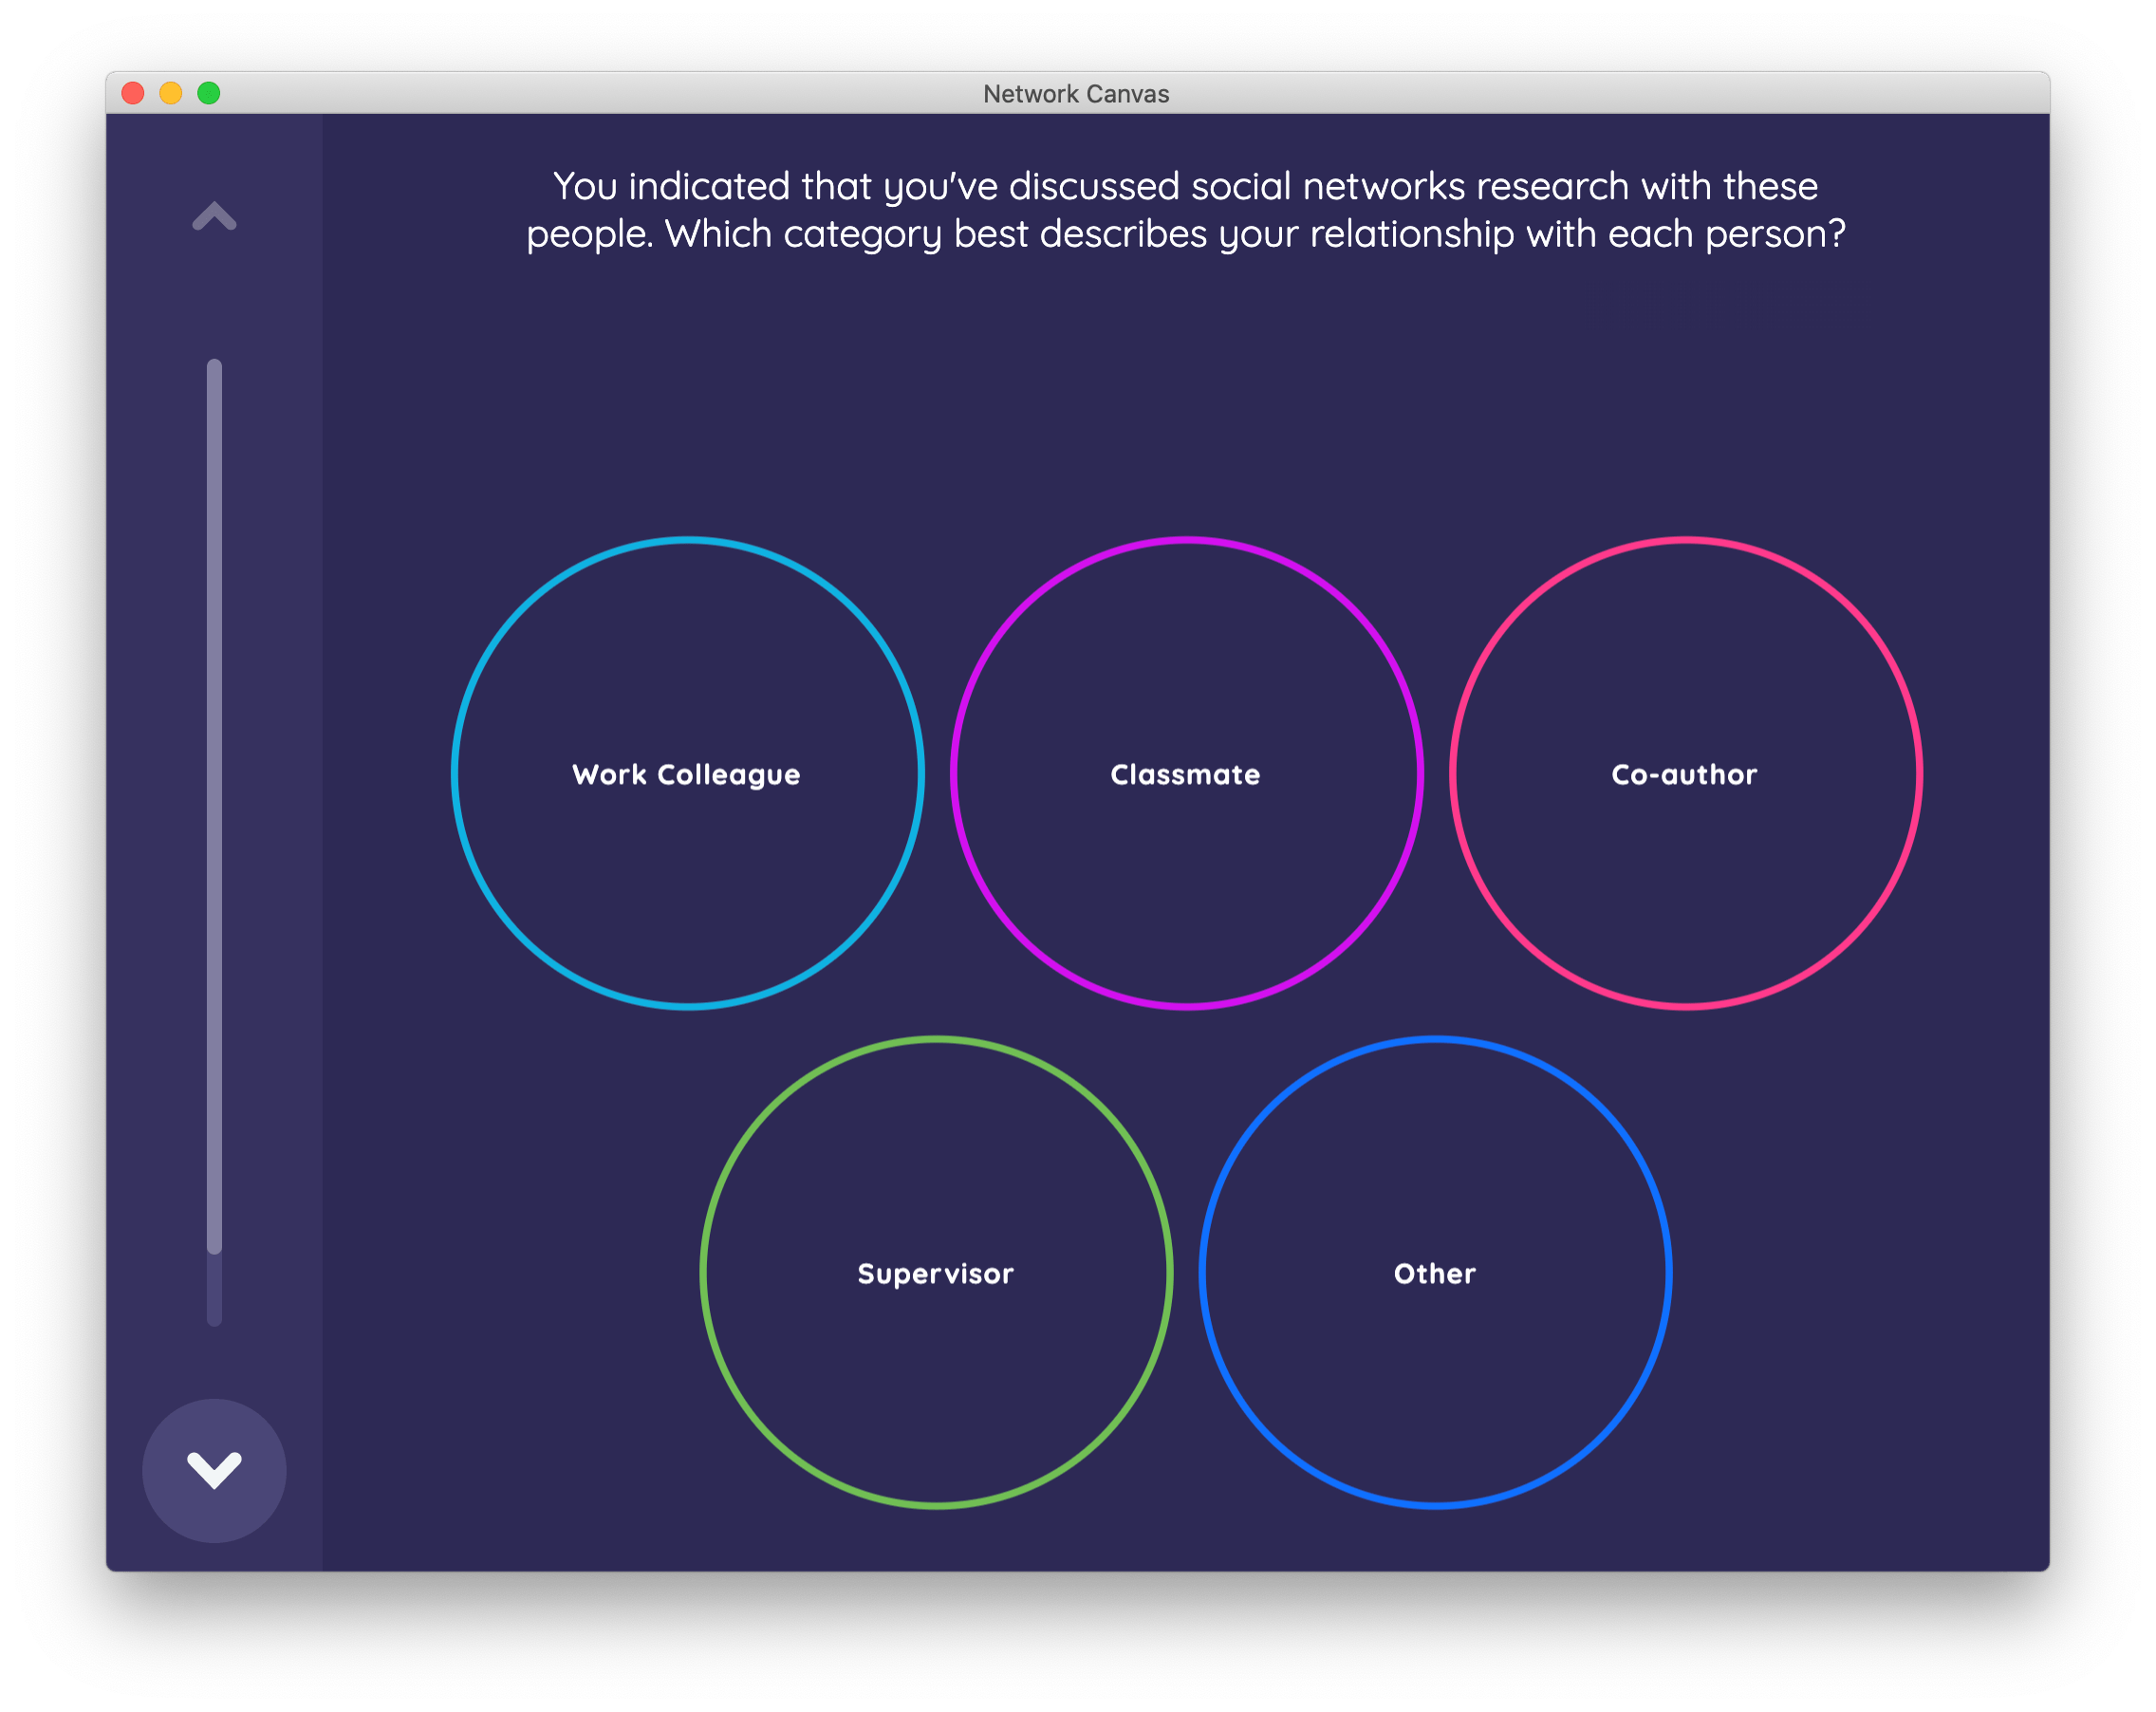 Network Canvas
You indicated that you've discussed social networks research with these
people. Which category best describes your relationship with each person?
Work Colleague
Classmate
Co-author
Supervisor
Other